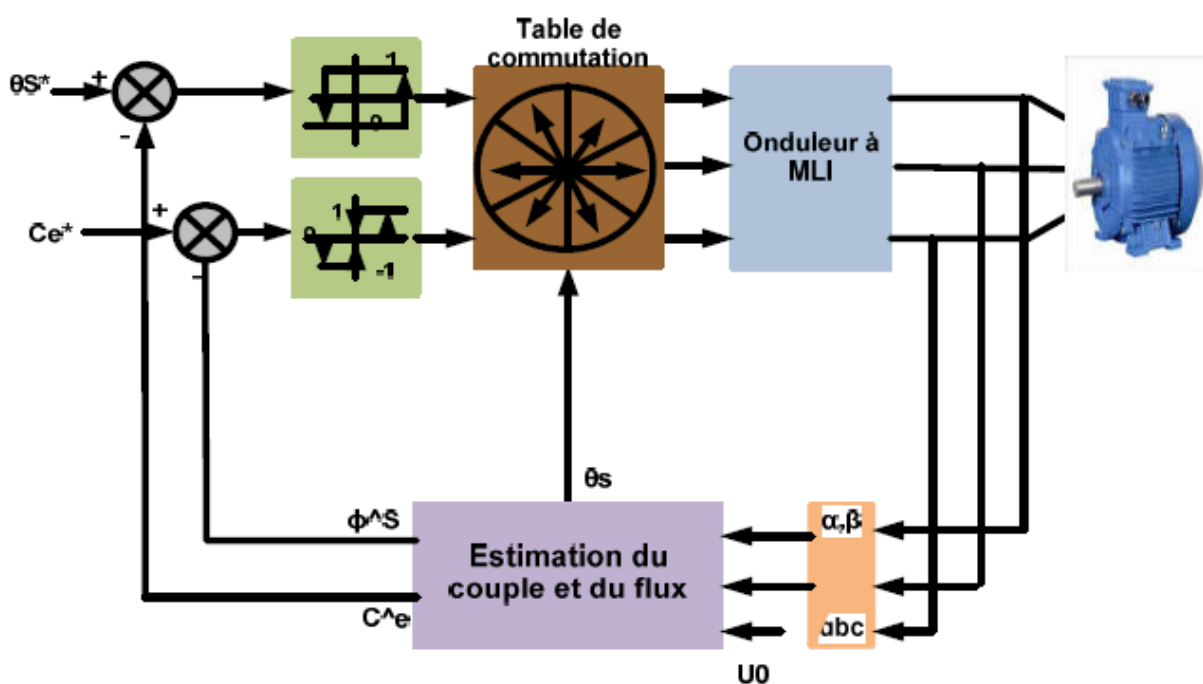 Table de
commutation
θS*
+
-
1
0
Onduleur à
MLI
Ce*
+
-
1
0
-1
θs
ϕ^S
Estimation du
couple et du flux
C^e
α,β
abc
U0